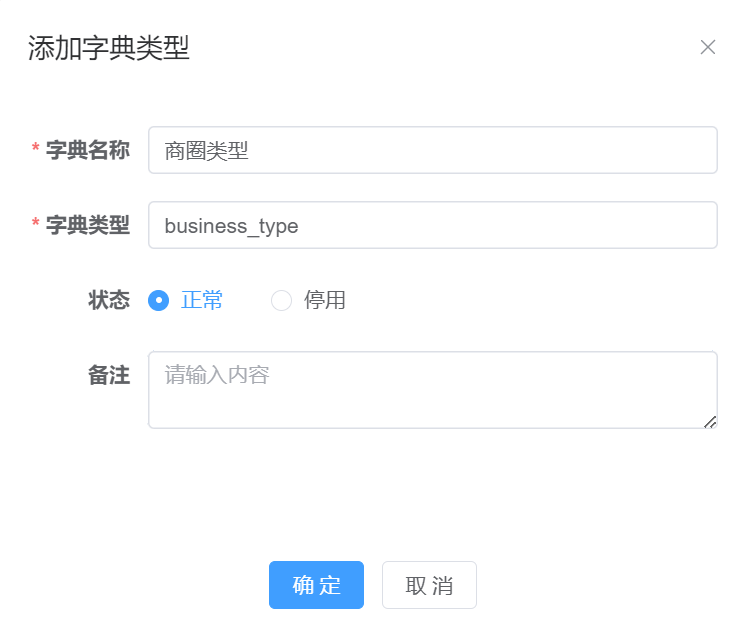 添加字典类型
* 字典名称 商圈类型
* 字典类型 business_type
状态 正常 停用
备注 请输入内容
确 定 取 消